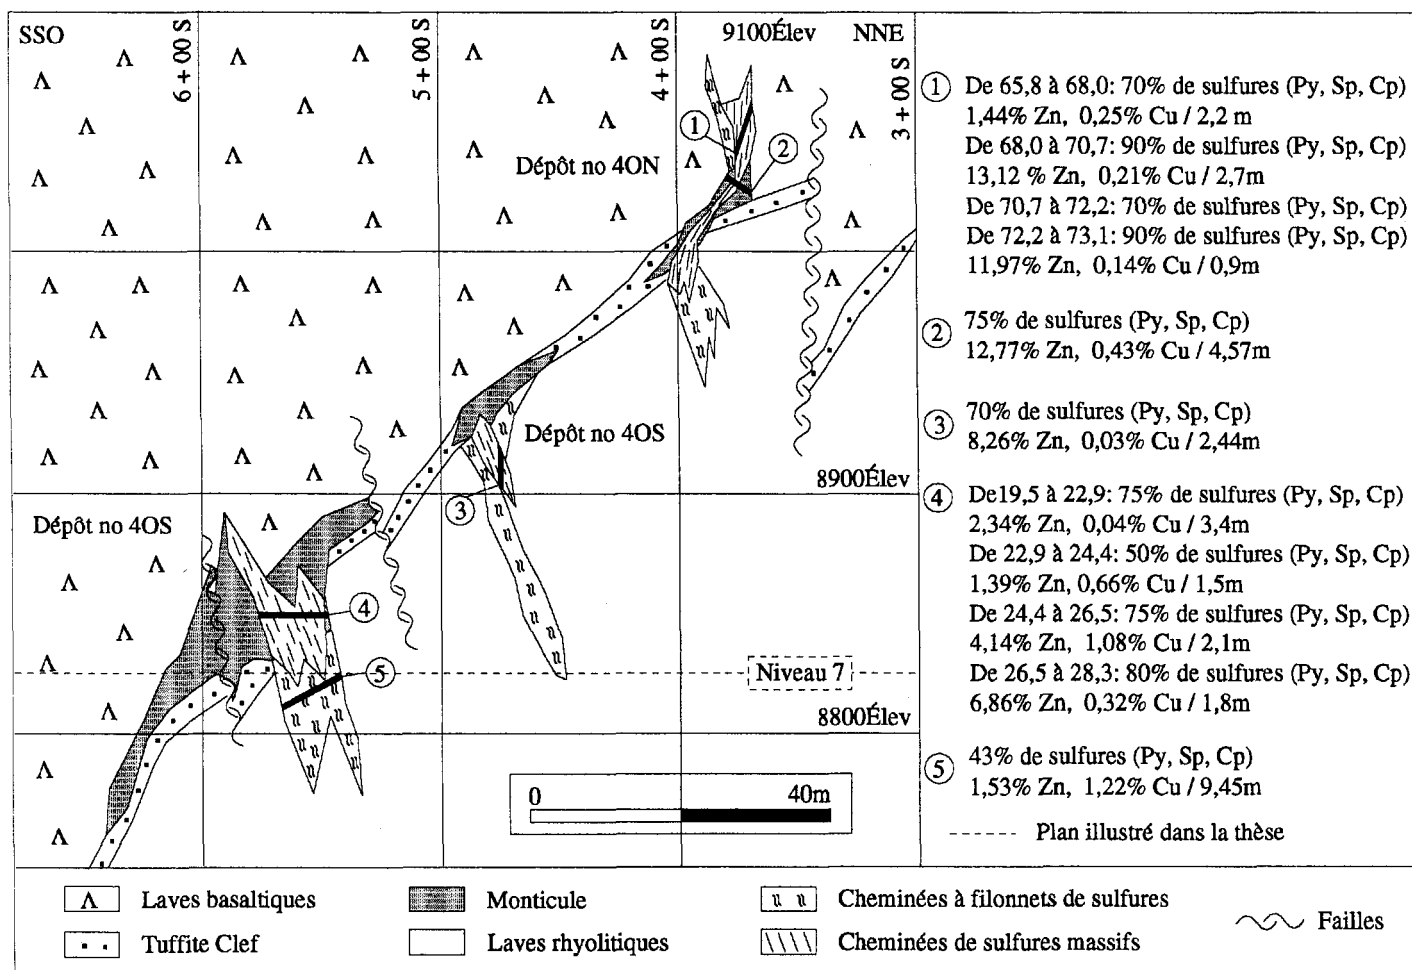 SSO
6 + 00 S
5 + 00 S
4 + 00 S
9100Élev
NNE
3 + 00 S
1
2
Dépôt no 4ON
Dépôt no 4OS
3
8900Élev
Dépôt no 4OS
4
5
Niveau 7
8800Élev
0
40m
1 De 65,8 à 68,0: 70% de sulfures (Py, Sp, Cp)
1,44% Zn, 0,25% Cu / 2,2 m
De 68,0 à 70,7: 90% de sulfures (Py, Sp, Cp)
13,12 % Zn, 0,21% Cu / 2,7m
De 70,7 à 72,2: 70% de sulfures (Py, Sp, Cp)
De 72,2 à 73,1: 90% de sulfures (Py, Sp, Cp)
11,97% Zn, 0,14% Cu / 0,9m
2 75% de sulfures (Py, Sp, Cp)
12,77% Zn, 0,43% Cu / 4,57m
3 70% de sulfures (Py, Sp, Cp)
8,26% Zn, 0,03% Cu / 2,44m
4 De19,5 à 22,9: 75% de sulfures (Py, Sp, Cp)
2,34% Zn, 0,04% Cu / 3,4m
De 22,9 à 24,4: 50% de sulfures (Py, Sp, Cp)
1,39% Zn, 0,66% Cu / 1,5m
De 24,4 à 26,5: 75% de sulfures (Py, Sp, Cp)
4,14% Zn, 1,08% Cu / 2,1m
De 26,5 à 28,3: 80% de sulfures (Py, Sp, Cp)
6,86% Zn, 0,32% Cu / 1,8m
5 43% de sulfures (Py, Sp, Cp)
1,53% Zn, 1,22% Cu / 9,45m
Plan illustré dans la thèse
Laves basaltiques
Monticule
Cheminées à filonnets de sulfures
Failles
Tuffite Clef
Laves rhyolitiques
Cheminées de sulfures massifs